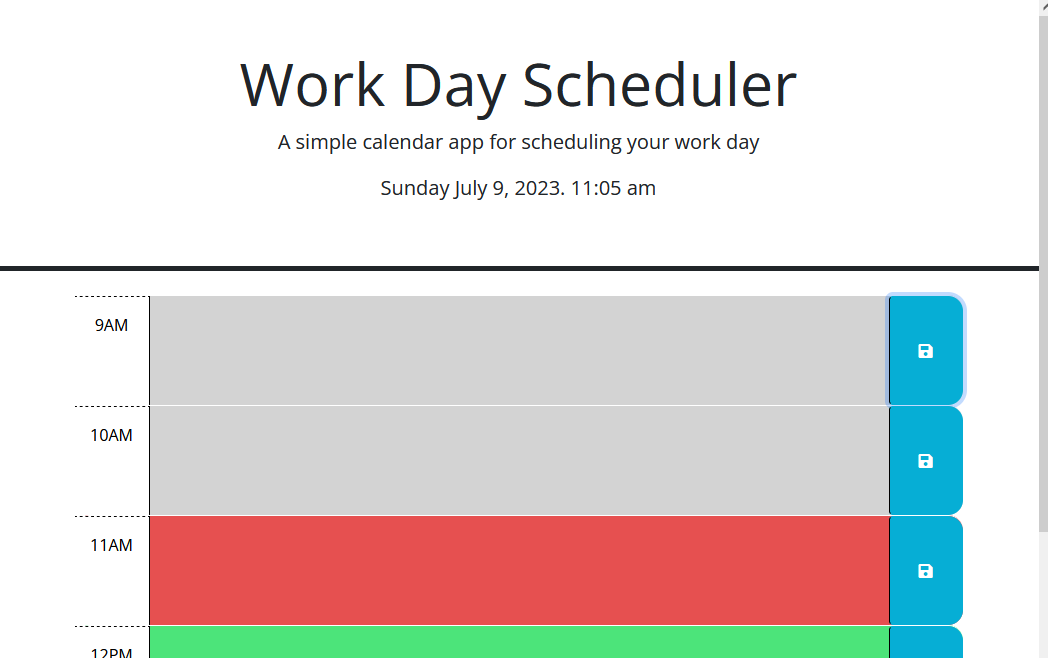 Work Day Scheduler
A simple calendar app for scheduling your work day
Sunday July 9, 2023. 11:05 am
9AM
10AM
11AM
12PM